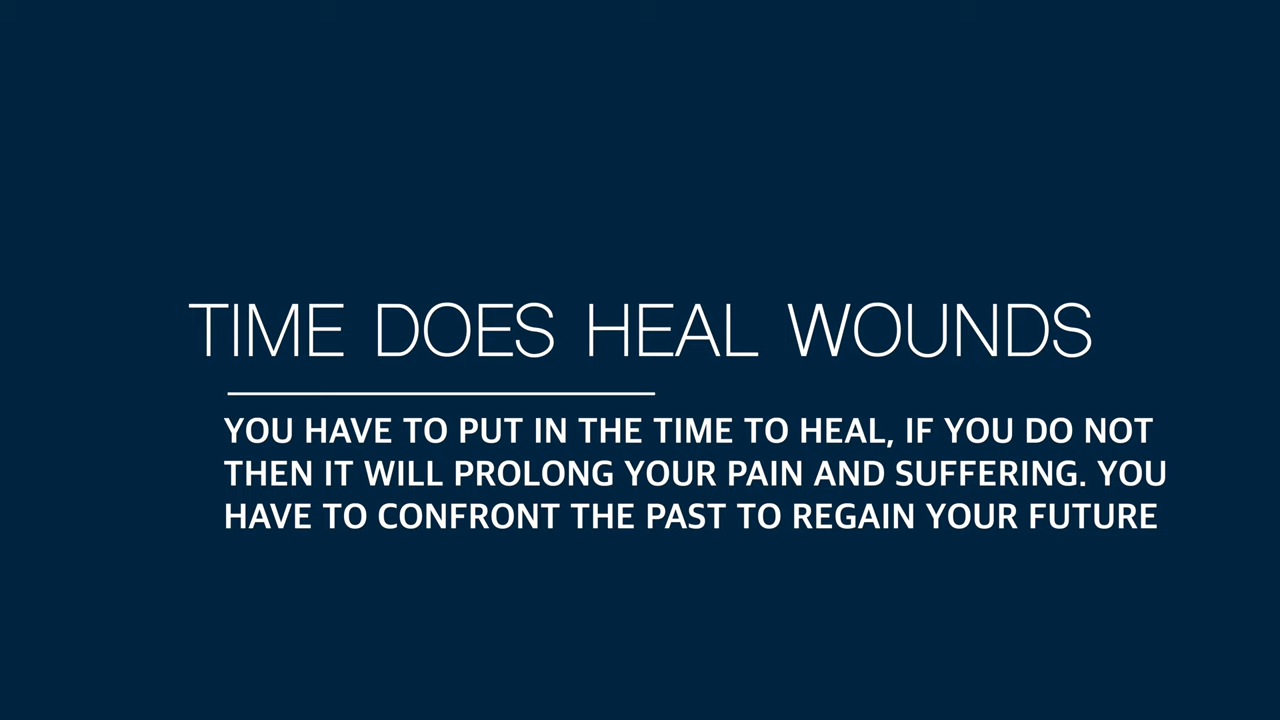 TIME DOES HEAL WOUNDS
YOU HAVE TO PUT IN THE TIME TO HEAL, IF YOU DO NOT
THEN IT WILL PROLONG YOUR PAIN AND SUFFERING. YOU
HAVE TO CONFRONT THE PAST TO REGAIN YOUR FUTURE